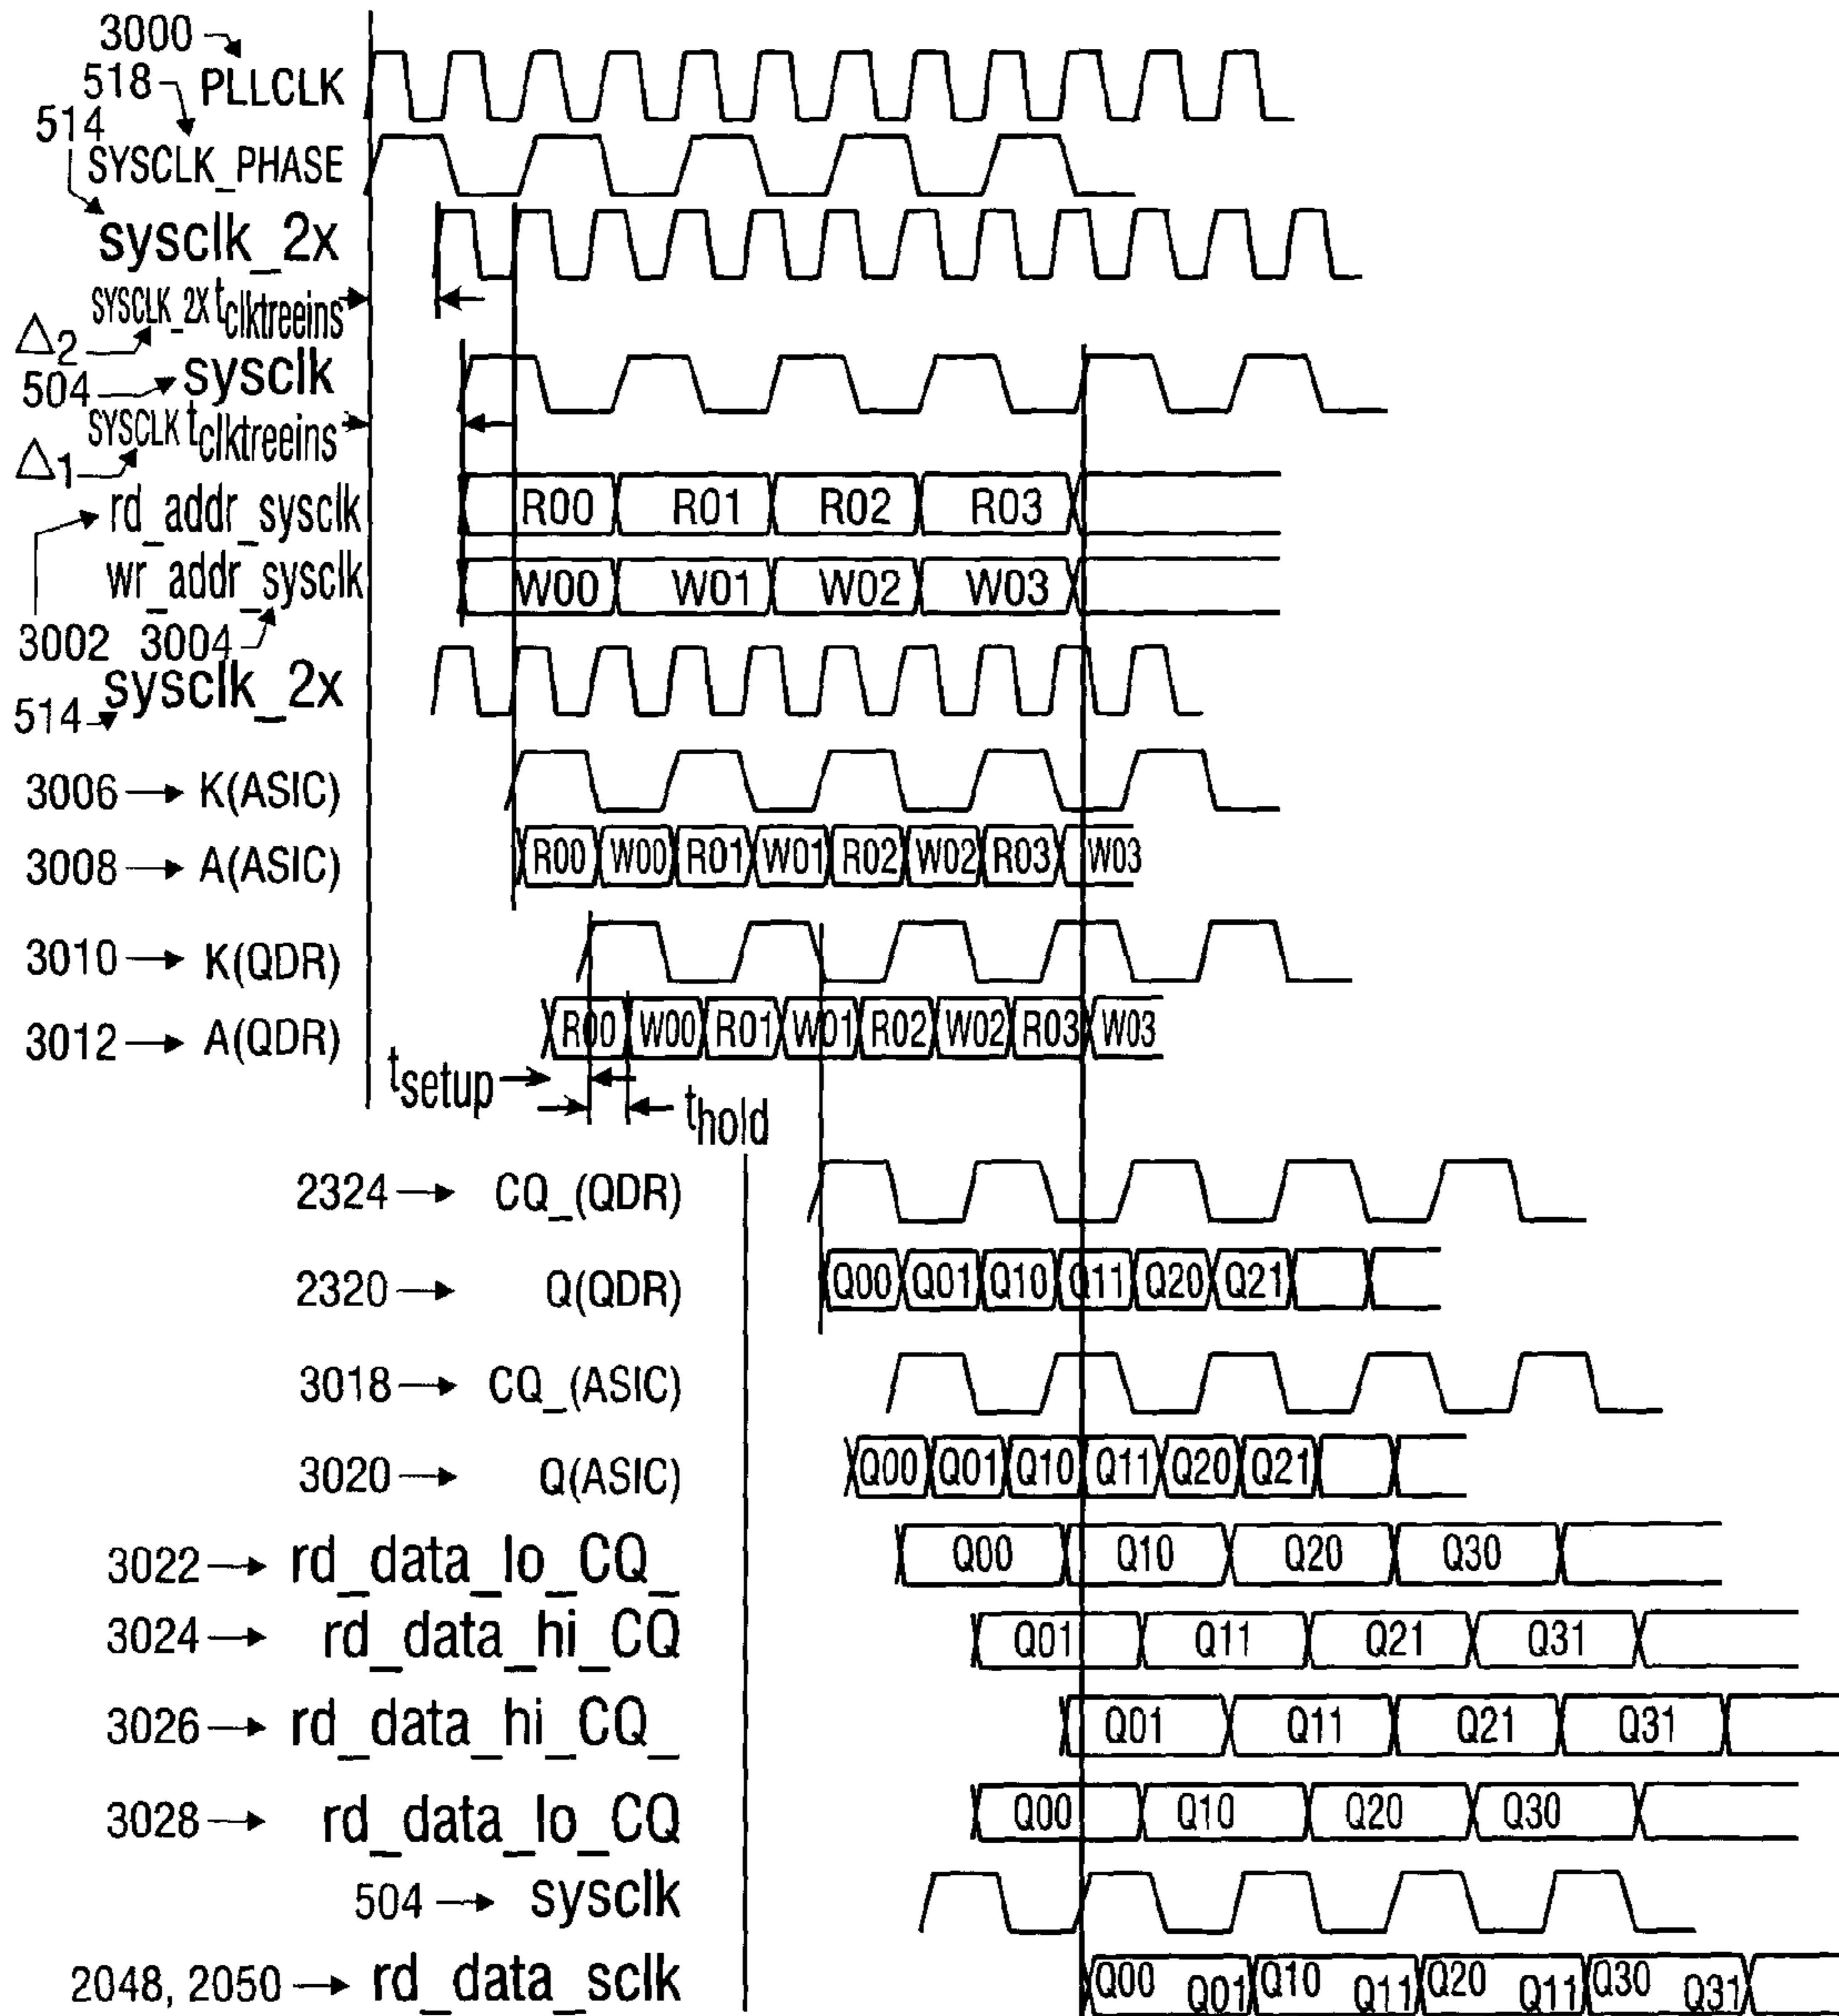 3000
518 PLLCLK
514
SYSCLK_PHASE
sysclk_2x
SYSCLK_2X tclktreeins
△2
504 sysclk
SYSCLK tclktreeins
△1
rd_addr_sysclk R00 R01 R02 R03
wr_addr_sysclk W00 W01 W02 W03
3002 3004
sysclk_2x
514
3006 K(ASIC)
3008 A(ASIC) R00 W00 R01 W01 R02 W02 R03 W03
3010 K(QDR)
3012 A(QDR) R00 W00 R01 W01 R02 W02 R03 W03
tsetup
thold
2324 CQ_(QDR)
2320 Q(QDR) Q00 Q01 Q10 Q11 Q20 Q21
3018 CQ_(ASIC)
3020 Q(ASIC) Q00 Q01 Q10 Q11 Q20 Q21
3022 rd_data_lo_CQ_ Q00 Q10 Q20 Q30
3024 rd_data_hi_CQ Q01 Q11 Q21 Q31
3026 rd_data_hi_CQ_ Q01 Q11 Q21 Q31
3028 rd_data_lo_CQ Q00 Q10 Q20 Q30
504 sysclk
2048, 2050 rd_data_sclk Q00 Q01 Q10 Q11 Q20 Q11 Q30 Q31